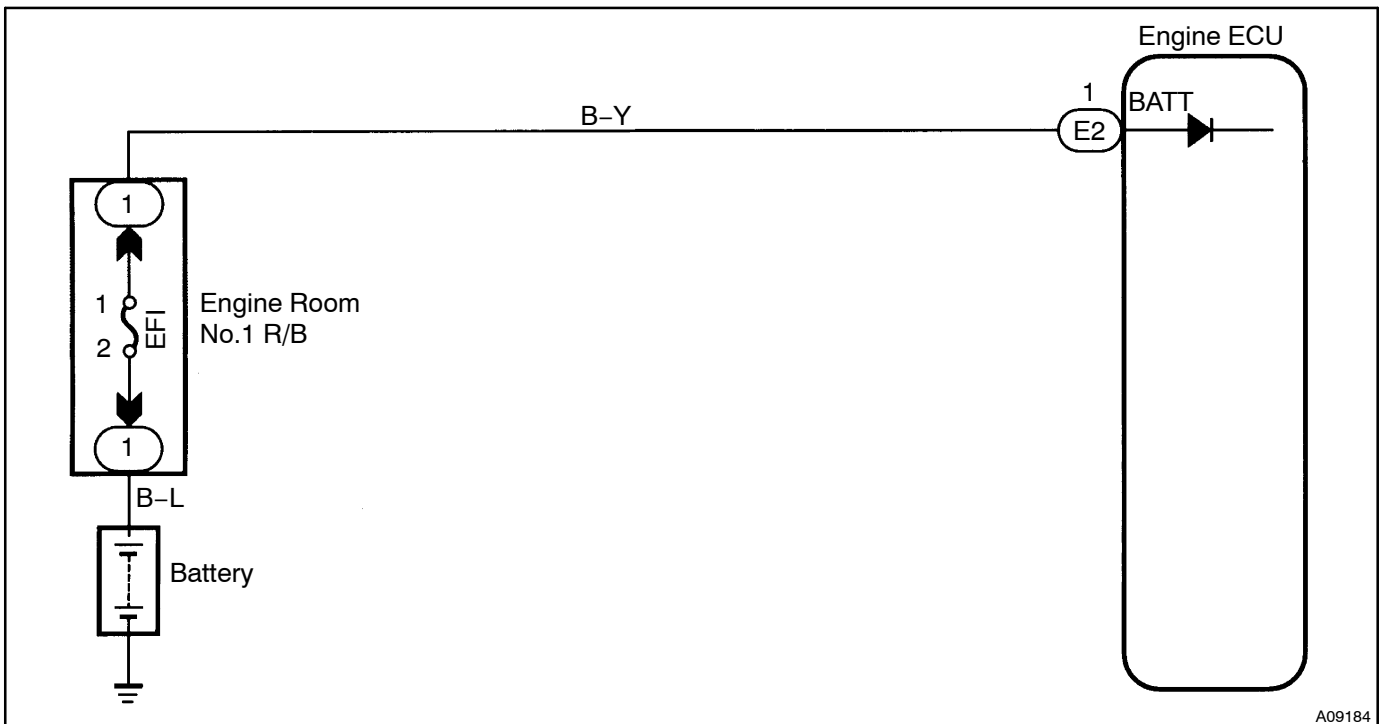 Engine ECU
1
BATT
B–Y
E2
1
1
EFI
2
Engine Room
No.1 R/B
1
B–L
Battery
A09184